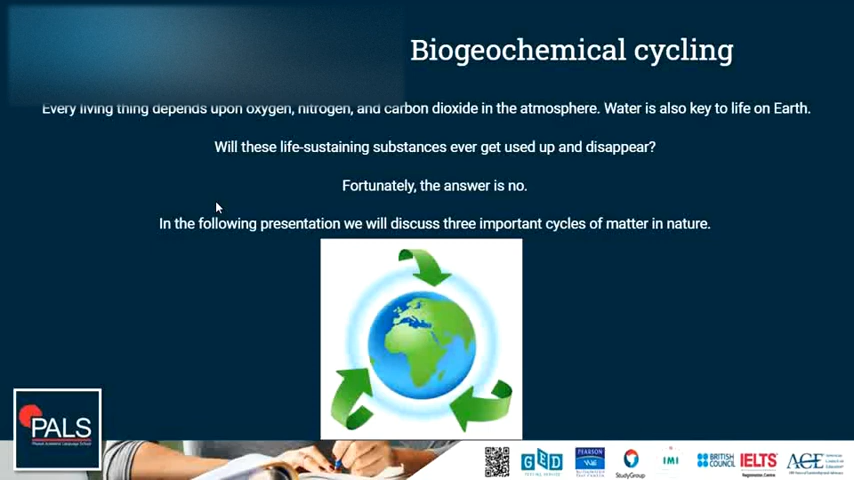 Biogeochemical cycling
Every living thing depends upon oxygen, nitrogen, and carbon dioxide in the atmosphere. Water is also key to life on Earth.
Will these life-sustaining substances ever get used up and disappear?
Fortunately, the answer is no.
In the following presentation we will discuss three important cycles of matter in nature.
PALS
GED
PEARSON
StudyGroup
IMI
BRITISH
COUNCIL
IELTS
ACE